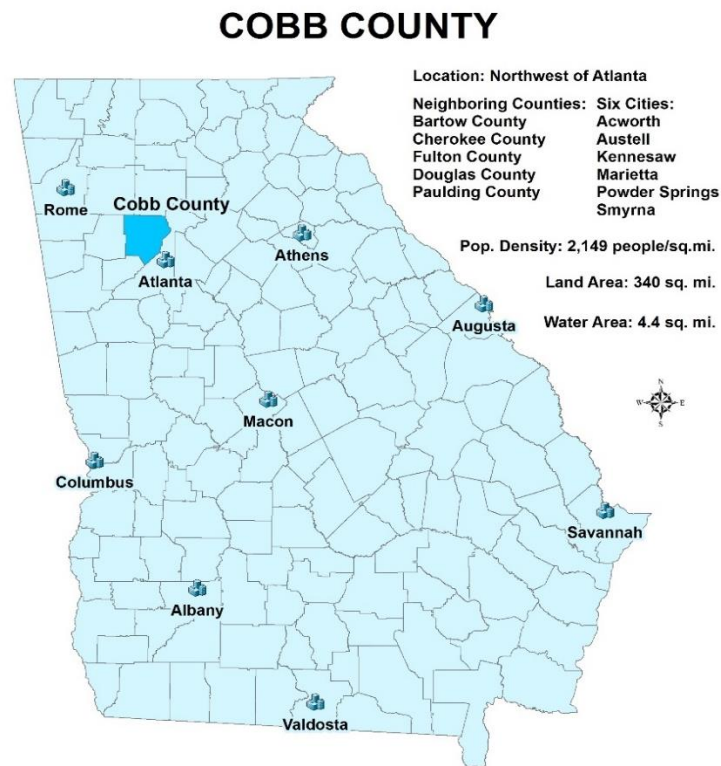 COBB COUNTY
Location: Northwest of Atlanta
Neighboring Counties: Six Cities:
Bartow County Acworth
Cherokee County Austell
Fulton County Kennesaw
Douglas County Marietta
Paulding County Powder Springs
Smyrna
Pop. Density: 2,149 people/sq.mi.
Land Area: 340 sq. mi.
Water Area: 4.4 sq. mi.
Rome
Cobb County
Atlanta
Athens
Augusta
N
W E
S
Macon
Columbus
Savannah
Albany
Valdosta